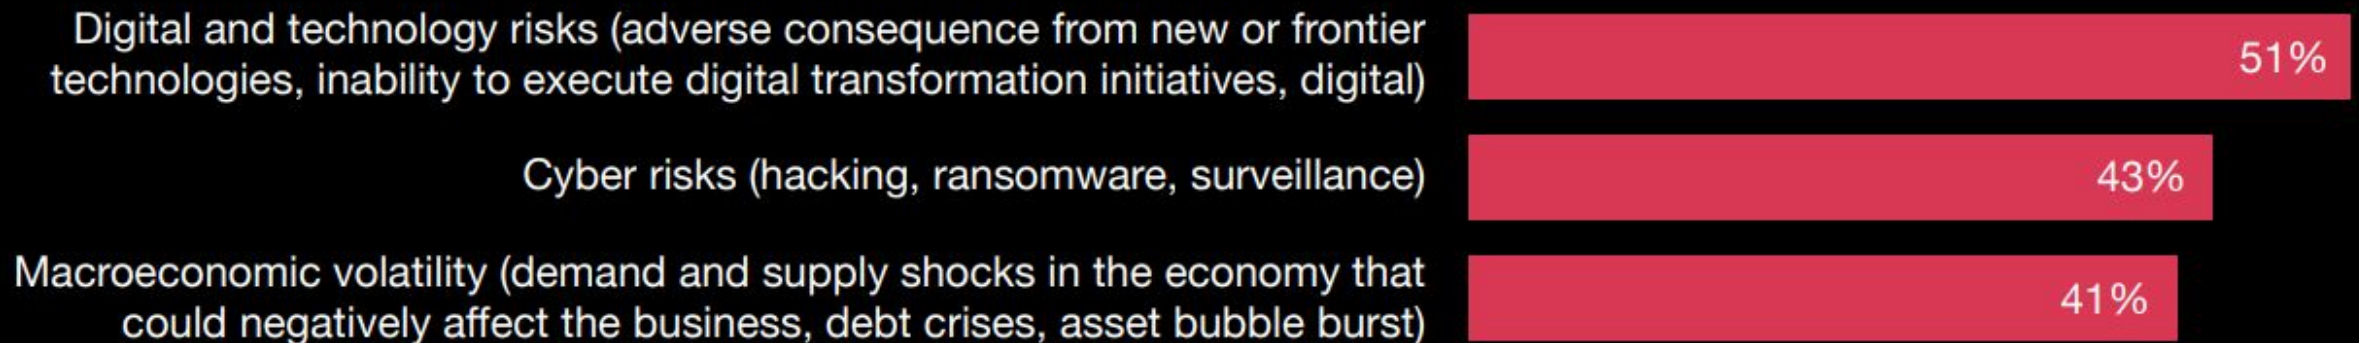 Digital and technology risks (adverse consequence from new or frontier
technologies, inability to execute digital transformation initiatives, digital)
51%
Cyber risks (hacking, ransomware, surveillance)
43%
Macroeconomic volatility (demand and supply shocks in the economy that
could negatively affect the business, debt crises, asset bubble burst)
41%